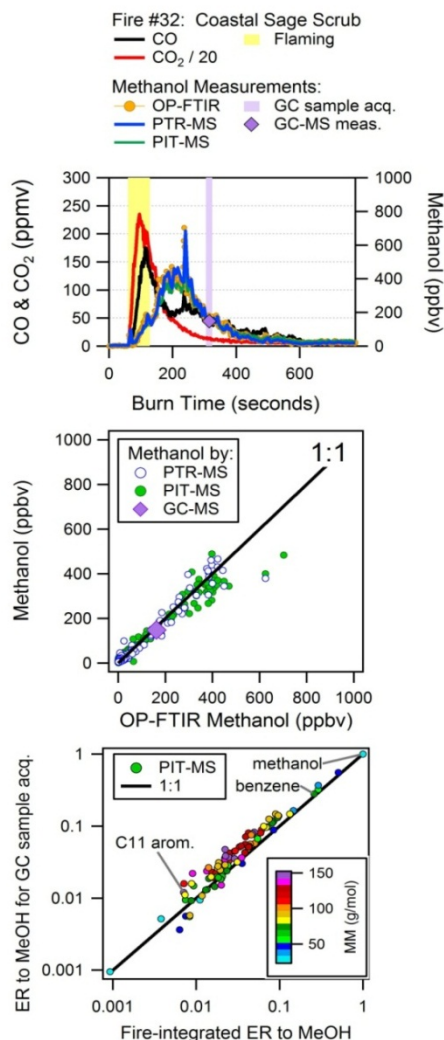 Fire #32: Coastal Sage Scrub
CO Flaming
CO₂ / 20
Methanol Measurements:
OP-FTIR GC sample acq.
PTR-MS GC-MS meas.
PIT-MS
300 1000
250 800
200 600
150
100 400
50 200
0 0
CO & CO₂ (ppmv)
Methanol (ppbv)
0 200 400 600
Burn Time (seconds)
1000
800
600
400
200
0
Methanol (ppbv)
1:1
Methanol by:
PTR-MS
PIT-MS
GC-MS
0 200 400 600 800 1000
OP-FTIR Methanol (ppbv)
ER to MeOH for GC sample acq.
1
0.1
0.01
0.001
PIT-MS
1:1
methanol
benzene
C11 arom.
150
100
50
MM (g/mol)
0.001 0.01 0.1 1
Fire-integrated ER to MeOH